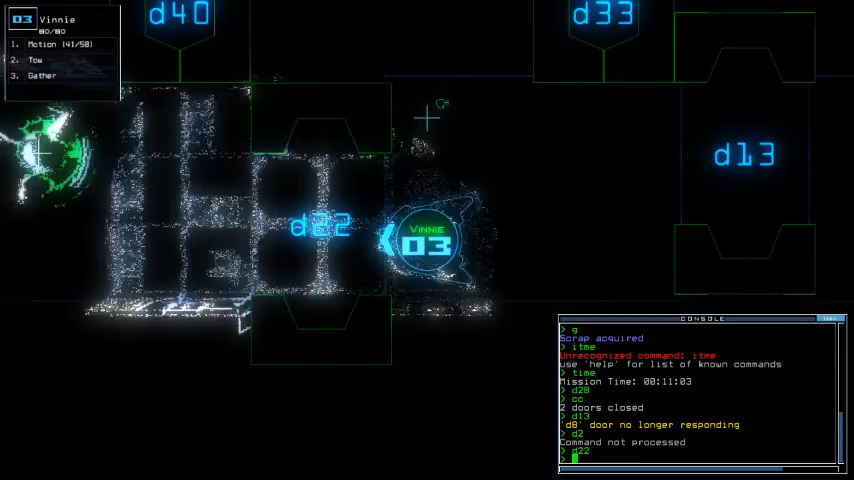 03 Vinnie
80/80
1. Motion (41/50)
2. Tow
3. Gather
d40
d33
d13
d22
VINNIE
03
CONSOLE
> g
Scrap acquired
> itme
Unrecognized command: itme
use 'help' for list of known commands
> time
Mission Time: 00:11:03
> d28
> cc
2 doors closed
> d13
'd8' door no longer responding
> d2
Command not processed
> d22
>